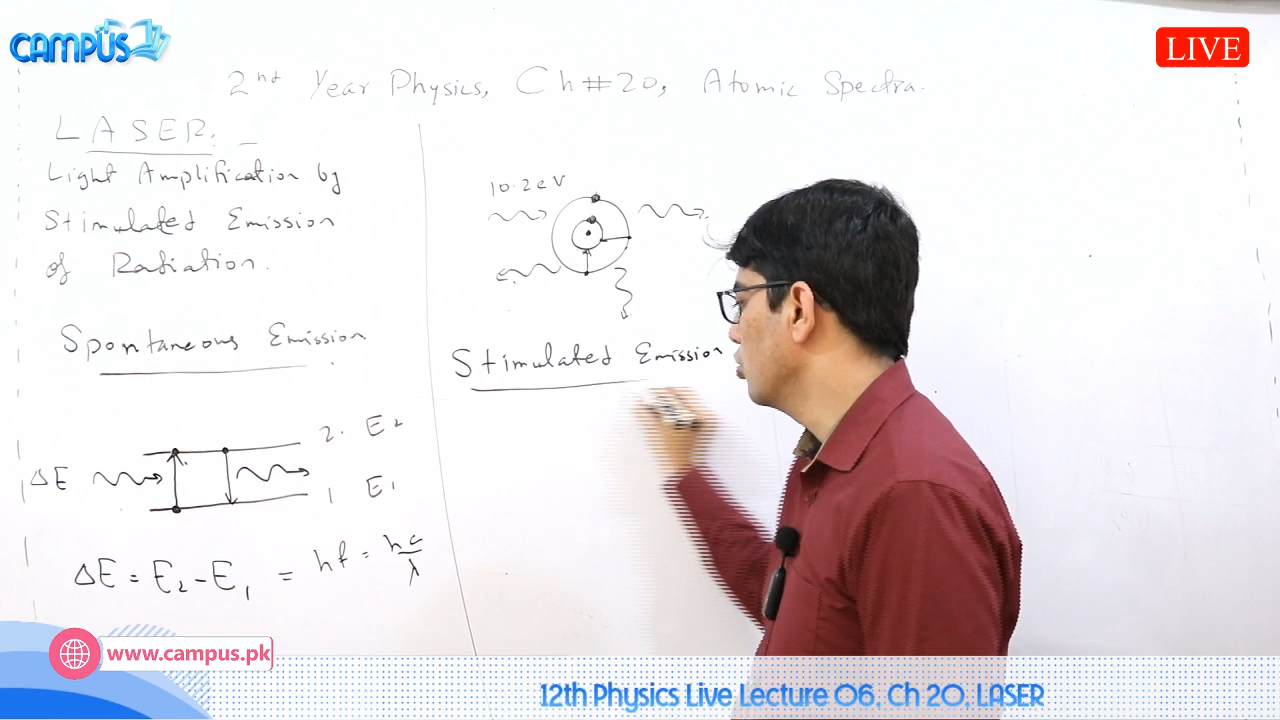 CAMPUS
LIVE
2nd Year Physics, Ch#20, Atomic Spectra.
LASER:
Light Amplification by
Stimulated Emission
of Radiation.
Spontaneous Emission
ΔE
2. E2
1 E1
ΔE = E2 - E1 = hf = hc/λ
10.2 eV
Stimulated Emission
www.campus.pk
12th Physics Live Lecture 06, Ch 20, LASER